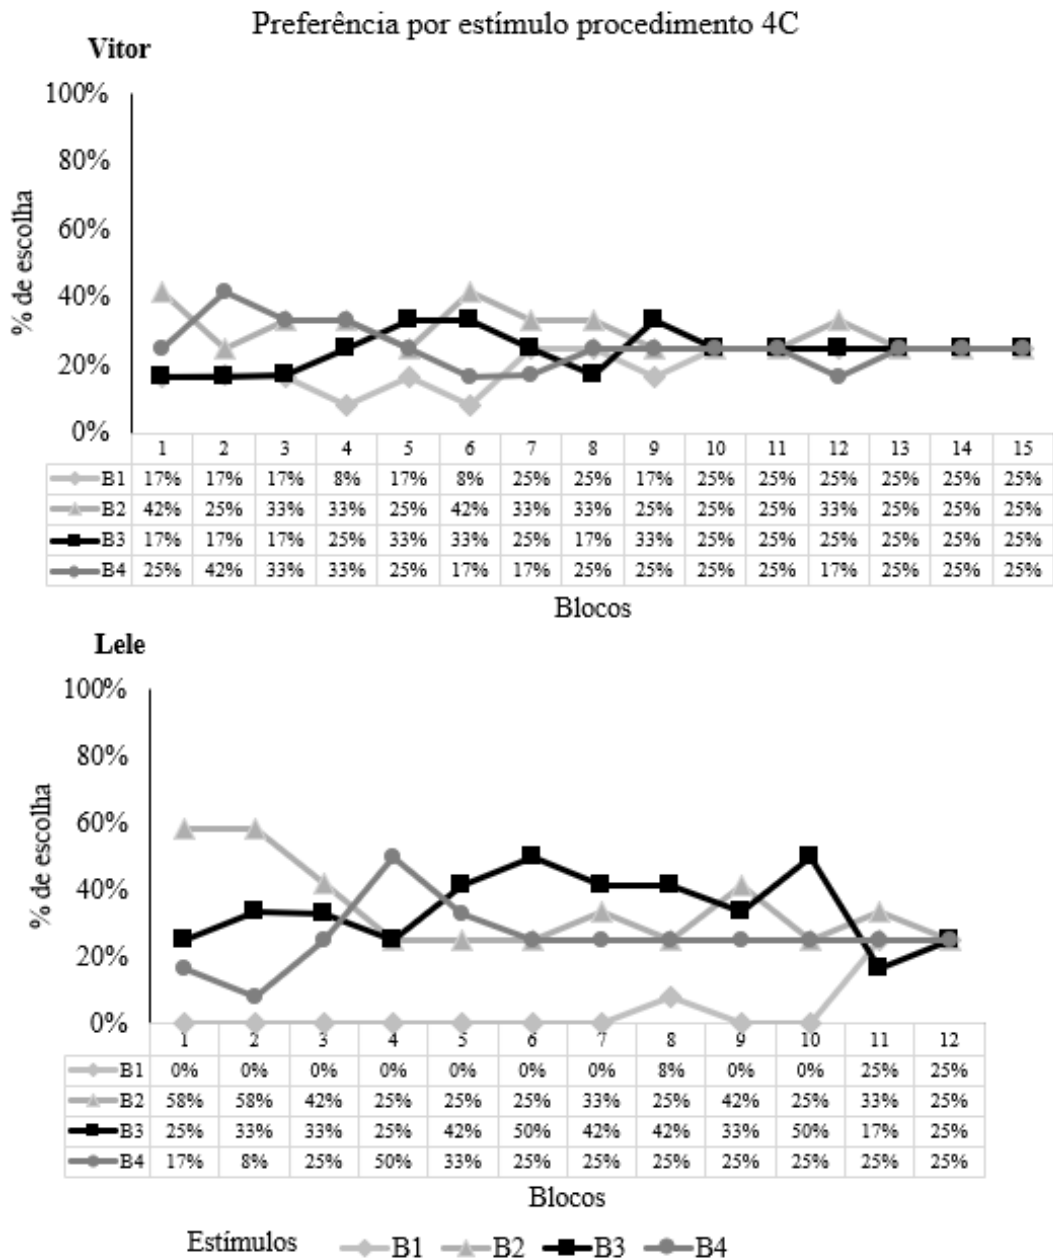 Preferência por estímulo procedimento 4C
Vitor
100%
80%
60%
40%
20%
0%
% de escolha
1 2 3 4 5 6 7 8 9 10 11 12 13 14 15
B1 17% 17% 17% 8% 17% 8% 25% 25% 17% 25% 25% 25% 25% 25% 25%
B2 42% 25% 33% 33% 25% 42% 33% 33% 25% 25% 25% 33% 25% 25% 25%
B3 17% 17% 17% 25% 33% 33% 25% 17% 33% 25% 25% 25% 25% 25% 25%
B4 25% 42% 33% 33% 25% 17% 17% 25% 25% 25% 25% 17% 25% 25% 25%
Blocos
Lele
100%
80%
60%
40%
20%
0%
% de escolha
1 2 3 4 5 6 7 8 9 10 11 12
B1 0% 0% 0% 0% 0% 0% 0% 8% 0% 0% 25% 25%
B2 58% 58% 42% 25% 25% 25% 33% 25% 42% 25% 33% 25%
B3 25% 33% 33% 25% 42% 50% 42% 42% 33% 50% 17% 25%
B4 17% 8% 25% 50% 33% 25% 25% 25% 25% 25% 25% 25%
Blocos
Estímulos B1 B2 B3 B4